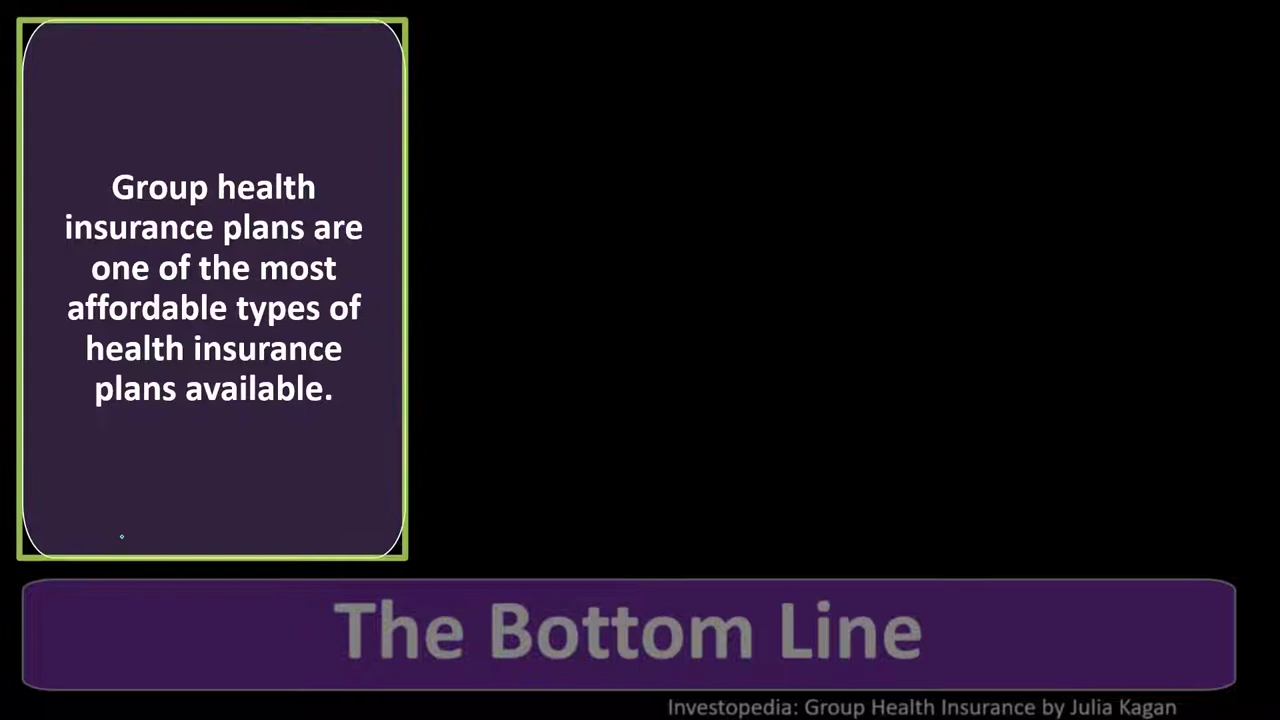 Group health
insurance plans are
one of the most
affordable types of
health insurance
plans available.
The Bottom Line
Investopedia: Group Health Insurance by Julia Kagan